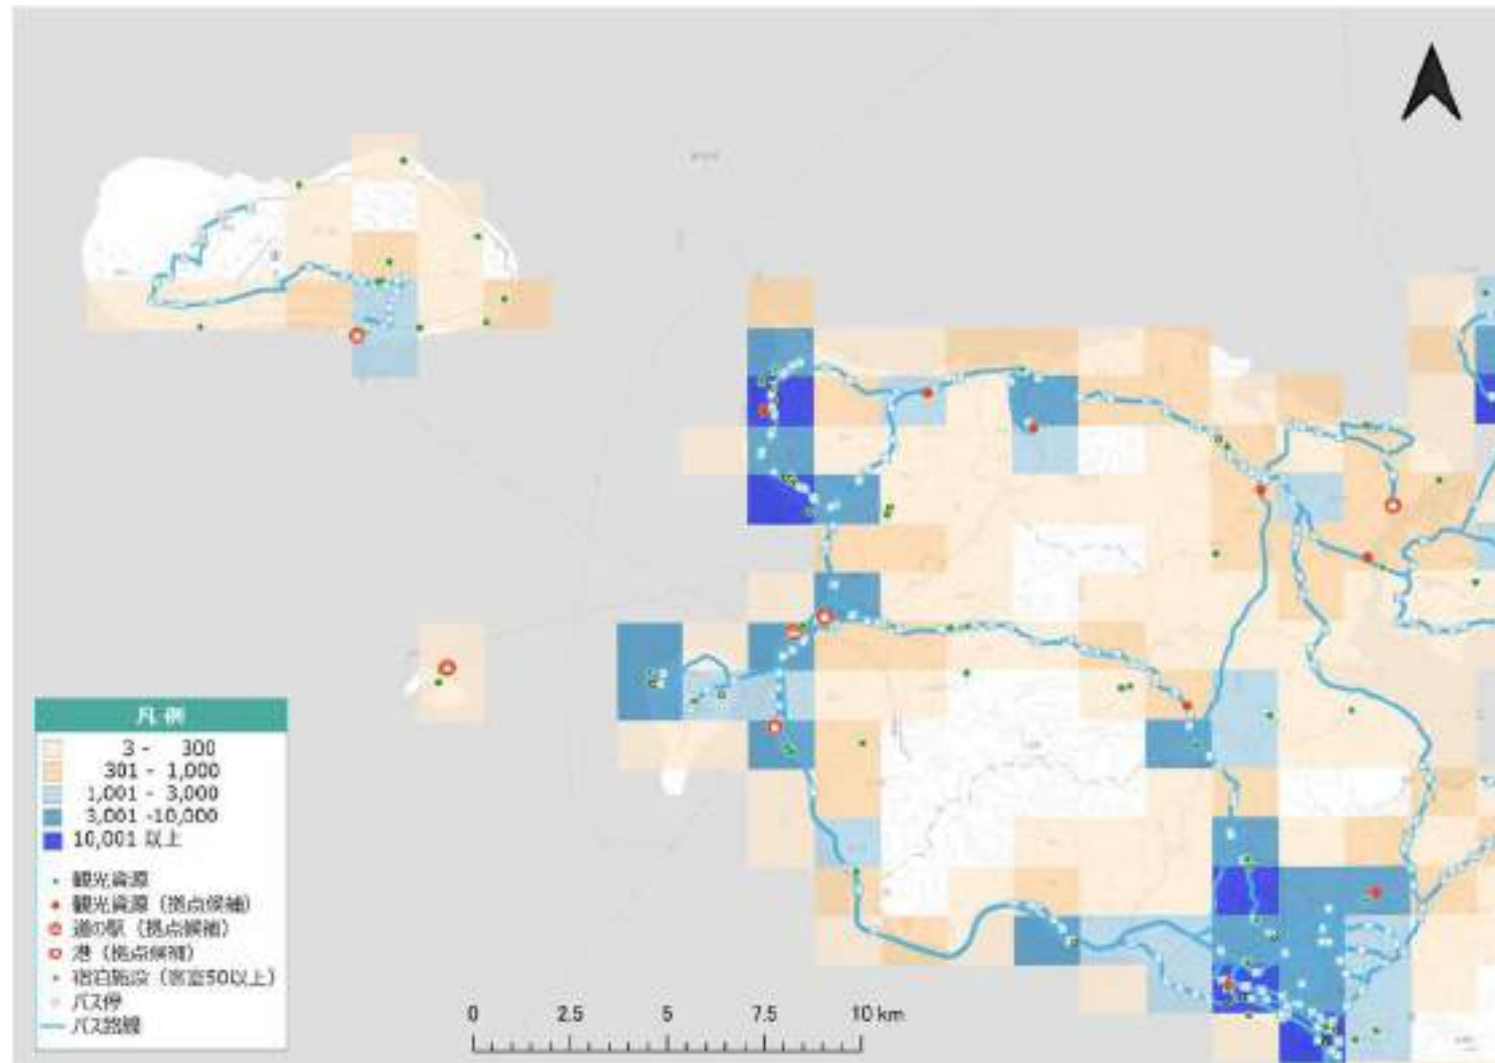 凡例
3 - 300
301 - 1,000
1,001 - 3,000
3,001 -10,000
10,001 以上
観光資源
観光資源（拠点候補）
道の駅（拠点候補）
港（拠点候補）
宿泊施設（客室50以上）
バス停
バス路線
0 2.5 5 7.5 10 km